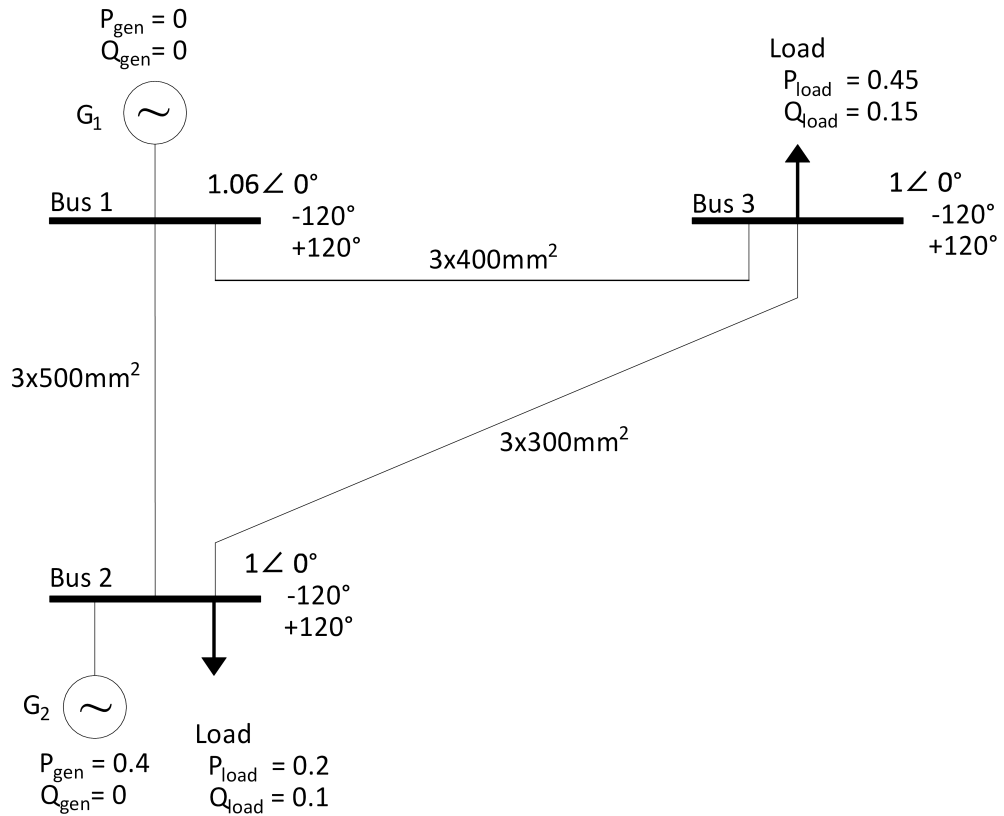 P_gen = 0
Q_gen= 0
G_1
Load
P_load = 0.45
Q_load = 0.15
Bus 1
1.06∠ 0°
-120°
+120°
Bus 3
1∠ 0°
-120°
+120°
3x400mm²
3x500mm²
3x300mm²
Bus 2
1∠ 0°
-120°
+120°
G_2
P_gen = 0.4
Q_gen= 0
Load
P_load = 0.2
Q_load = 0.1